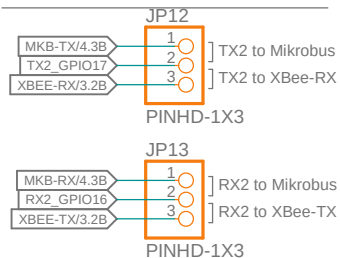 JP12
MKB-TX/4.3B 1 TX2 to Mikrobus
TX2_GPIO17 2
XBEE-RX/3.2B 3 TX2 to XBee-RX
PINHD-1X3
JP13
MKB-RX/4.3B 1 RX2 to Mikrobus
RX2_GPIO16 2
XBEE-TX/3.2B 3 RX2 to XBee-TX
PINHD-1X3